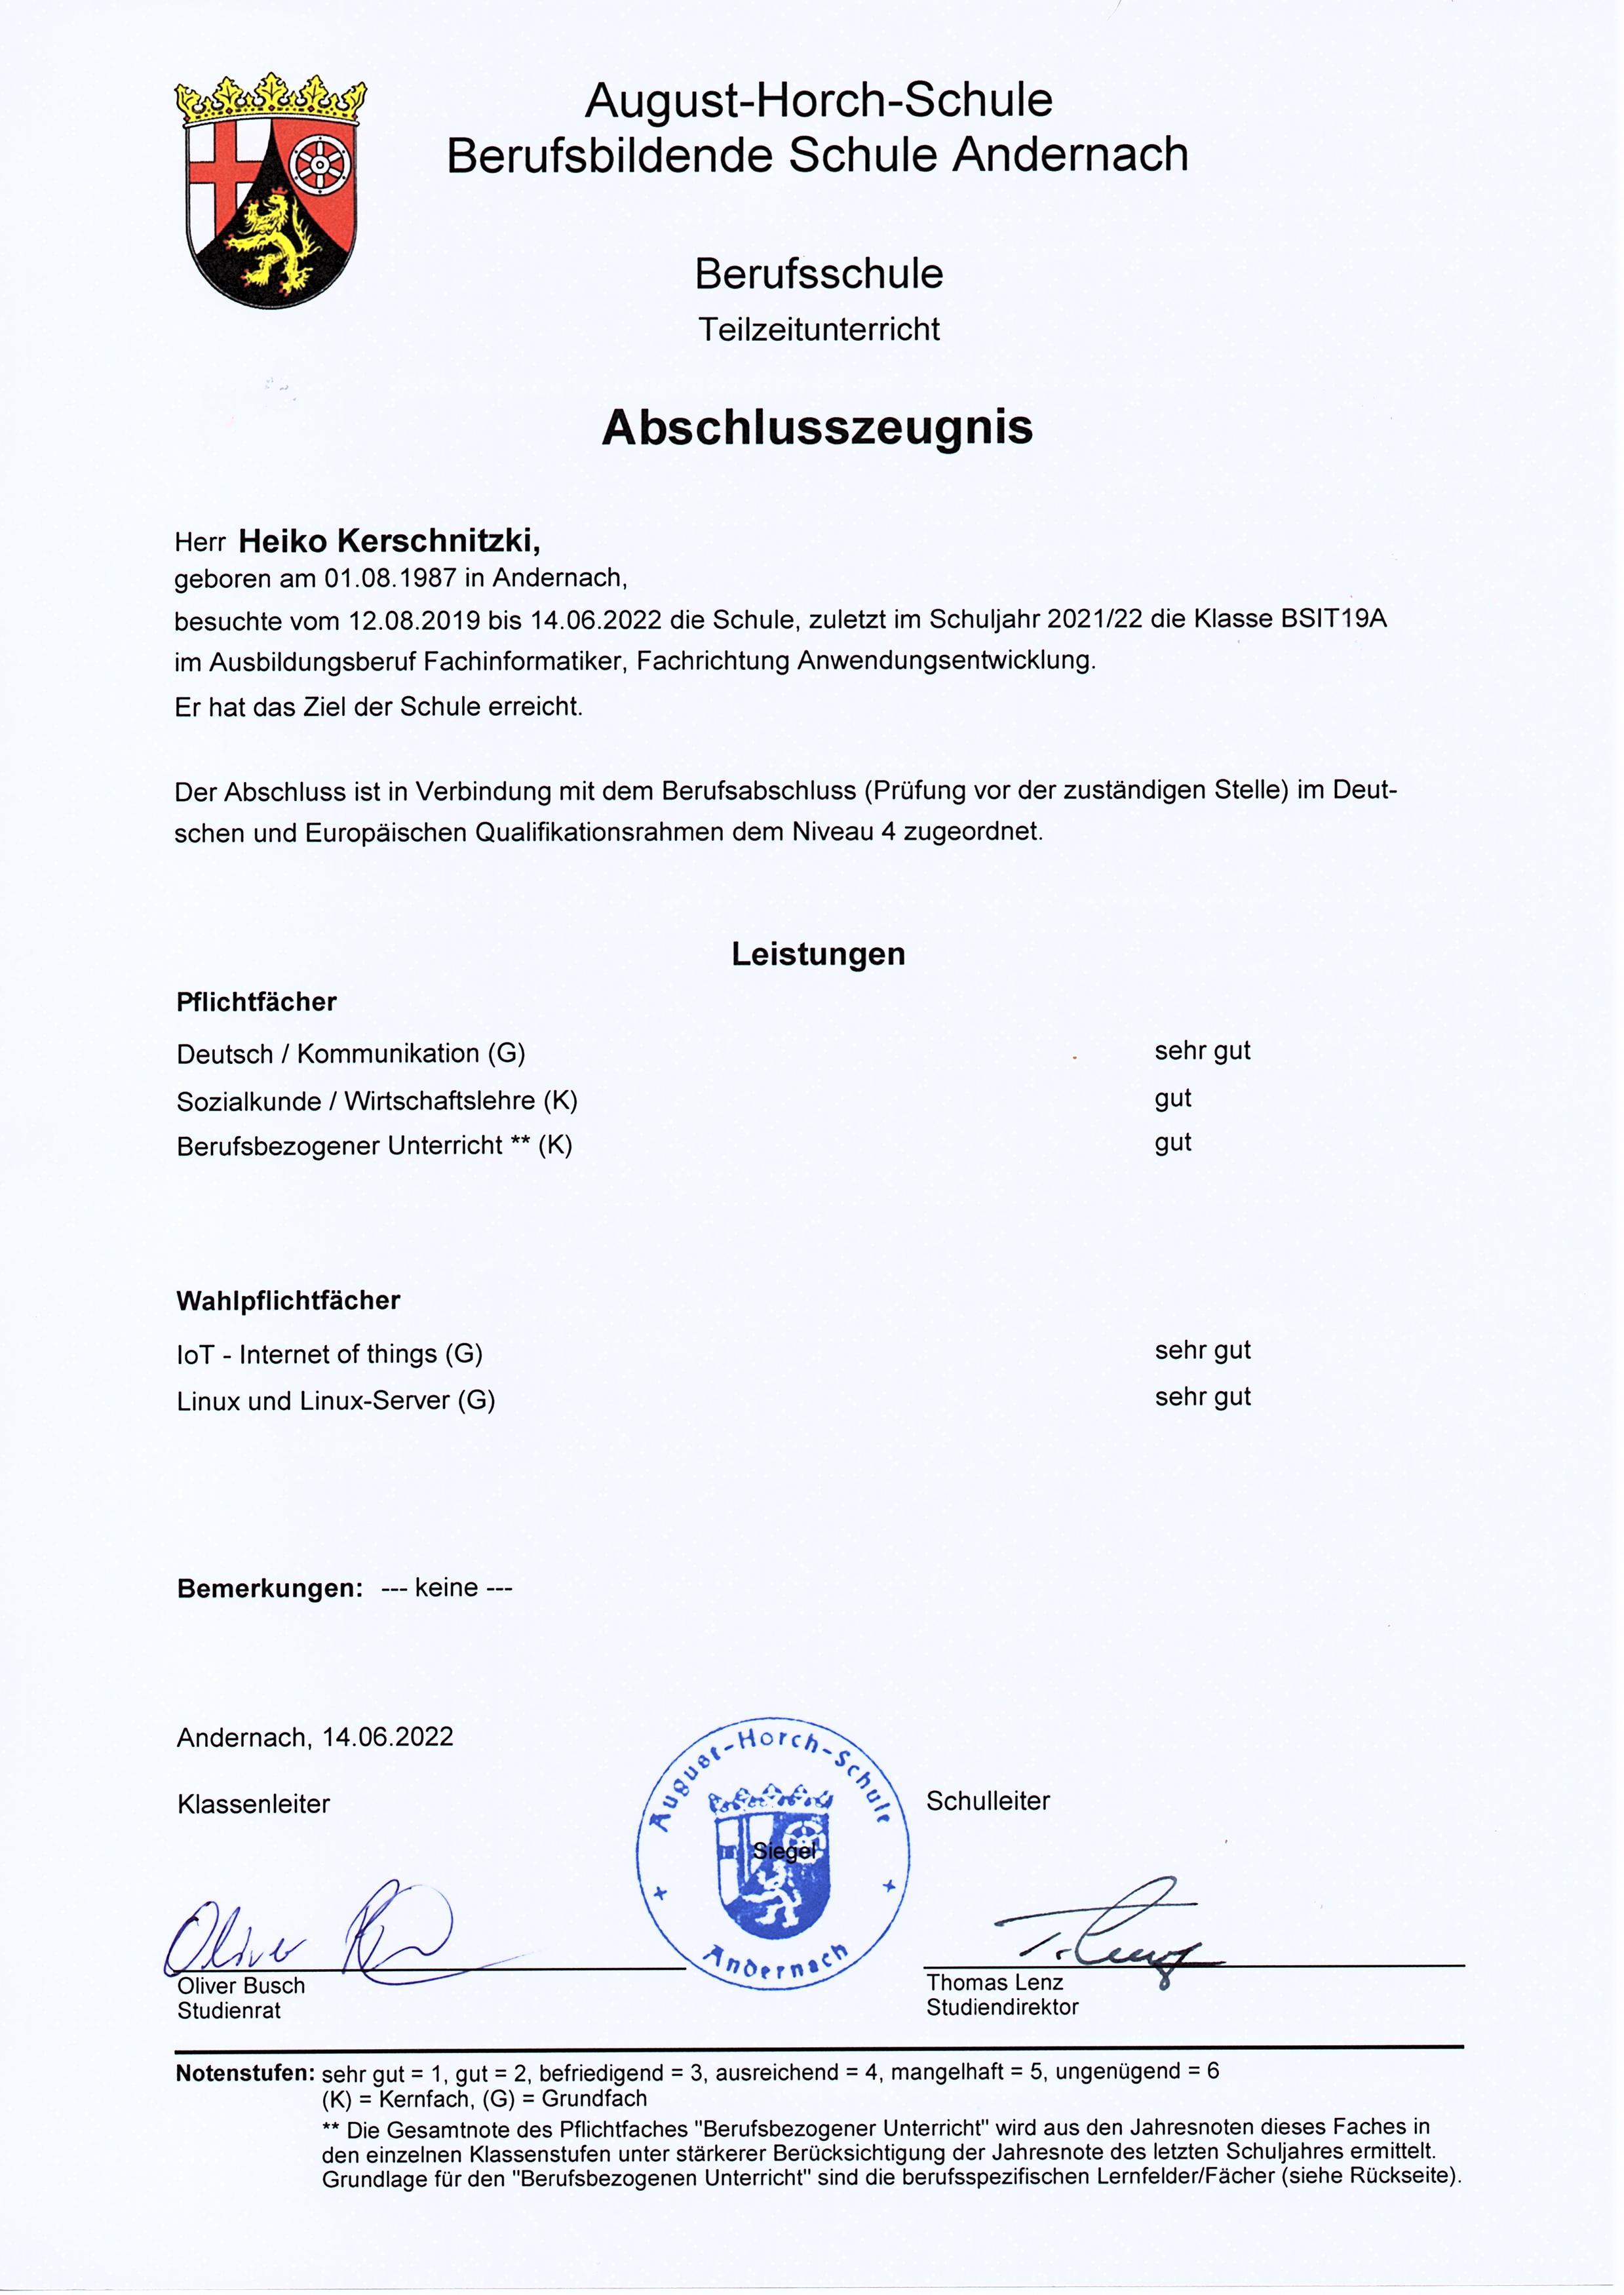 August-Horch-Schule
Berufsbildende Schule Andernach
Berufsschule
Teilzeitunterricht
Abschlusszeugnis
Herr Heiko Kerschnitzki,
geboren am 01.08.1987 in Andernach,
besuchte vom 12.08.2019 bis 14.06.2022 die Schule, zuletzt im Schuljahr 2021/22 die Klasse BSIT19A
im Ausbildungsberuf Fachinformatiker, Fachrichtung Anwendungsentwicklung.
Er hat das Ziel der Schule erreicht.
Der Abschluss ist in Verbindung mit dem Berufsabschluss (Prüfung vor der zuständigen Stelle) im Deut-
schen und Europäischen Qualifikationsrahmen dem Niveau 4 zugeordnet.
Leistungen
Pflichtfächer
Deutsch / Kommunikation (G) sehr gut
Sozialkunde / Wirtschaftslehre (K) gut
Berufsbezogener Unterricht ** (K) gut
Wahlpflichtfächer
IoT - Internet of things (G) sehr gut
Linux und Linux-Server (G) sehr gut
Bemerkungen: --- keine ---
Andernach, 14.06.2022
Klassenleiter
August-Horch-Schule
Siegel
Andernach
Schulleiter
Oliver
T. Lenz
Oliver Busch
Studienrat
Thomas Lenz
Studiendirektor
Notenstufen: sehr gut = 1, gut = 2, befriedigend = 3, ausreichend = 4, mangelhaft = 5, ungenügend = 6
(K) = Kernfach, (G) = Grundfach
** Die Gesamtnote des Pflichtfaches "Berufsbezogener Unterricht" wird aus den Jahresnoten dieses Faches in
den einzelnen Klassenstufen unter stärkerer Berücksichtigung der Jahresnote des letzten Schuljahres ermittelt.
Grundlage für den "Berufsbezogenen Unterricht" sind die berufsspezifischen Lernfelder/Fächer (siehe Rückseite).